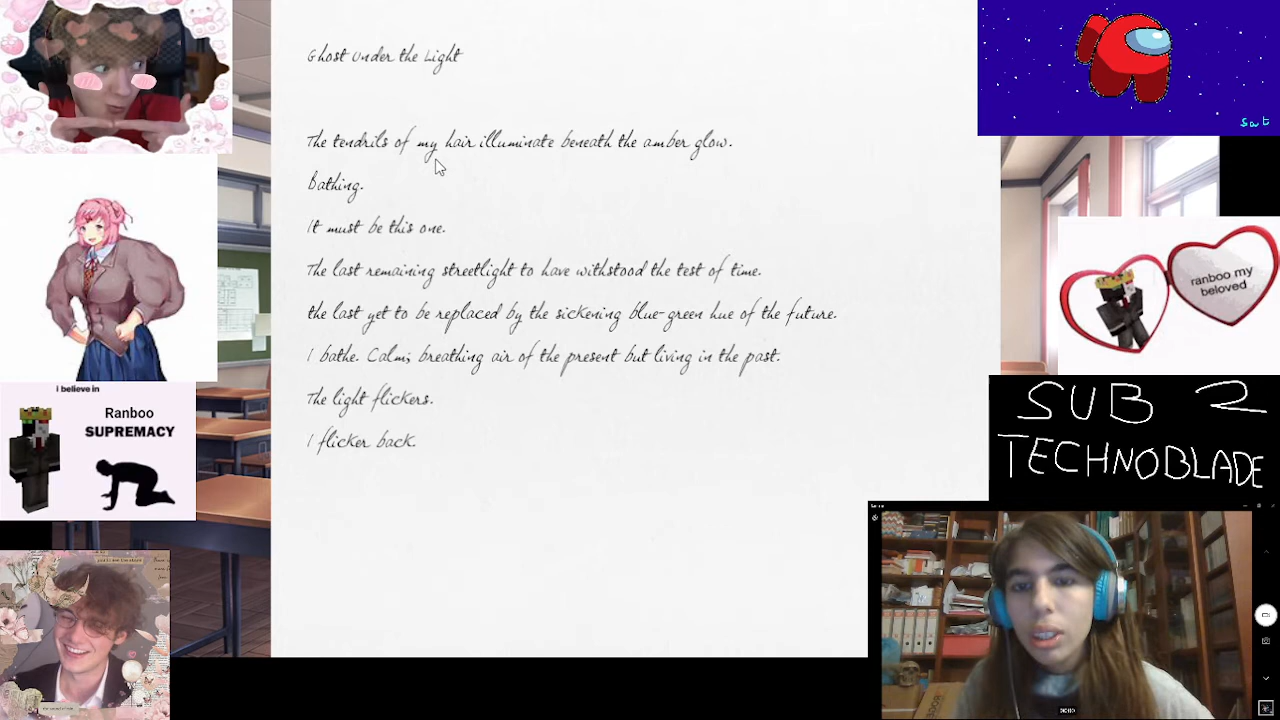 Ghost Under the Light
The tendrils of my hair illuminate beneath the amber glow.
Bathing.
It must be this one.
The last remaining streetlight to have withstood the test of time.
the last yet to be replaced by the sickening blue-green hue of the future.
I bathe. Calm; breathing air of the present but living in the past.
The light flickers.
I flicker back.
i believe in
Ranboo
SUPREMACY
ranboo my
beloved
SUB 2
TECHNOBLADE